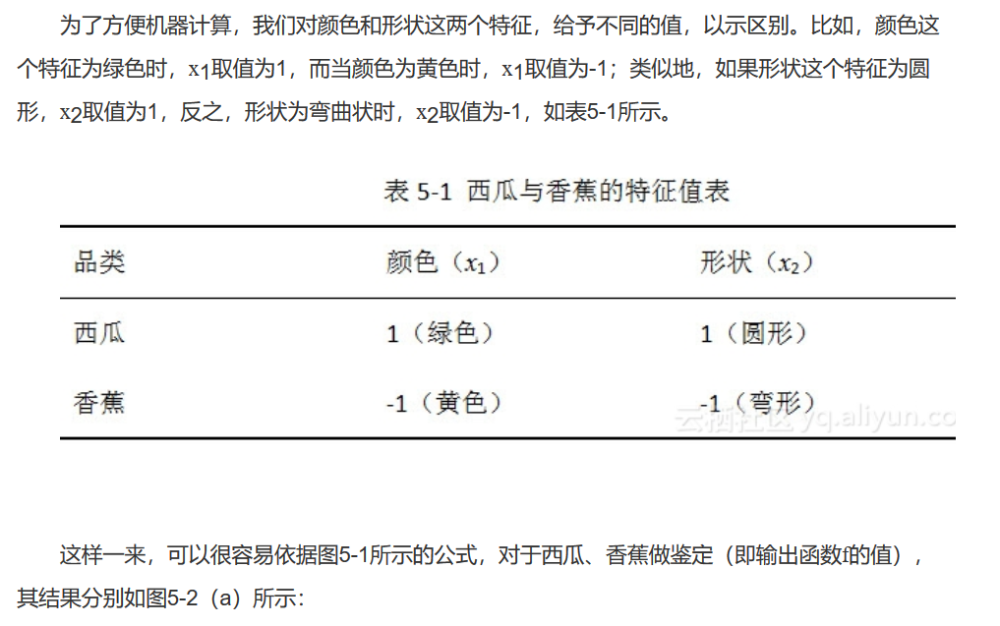 为了方便机器计算，我们对颜色和形状这两个特征，给予不同的值，以示区别。比如，颜色这
个特征为绿色时，x1取值为1，而当颜色为黄色时，x1取值为-1；类似地，如果形状这个特征为圆
形，x2取值为1，反之，形状为弯曲状时，x2取值为-1，如表5-1所示。
表 5-1 西瓜与香蕉的特征值表
品类 颜色（x₁） 形状（x₂）
西瓜 1（绿色） 1（圆形）
香蕉 -1（黄色） -1（弯形）
云栖社区 yq.aliyun.co
这样一来，可以很容易依据图5-1所示的公式，对于西瓜、香蕉做鉴定（即输出函数f的值），
其结果分别如图5-2（a）所示：